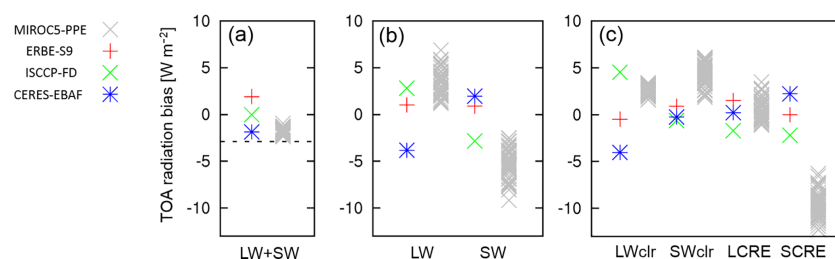 MIROC5-PPE
ERBE-S9
ISCCP-FD
CERES-EBAF
TOA radiation bias [W m⁻²]
(a)
10
5
0
-5
-10
LW+SW
(b)
10
5
0
-5
-10
LW SW
(c)
10
5
0
-5
-10
LWclr SWclr LCRE SCRE